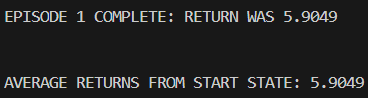 EPISODE 1 COMPLETE: RETURN WAS 5.9049
AVERAGE RETURNS FROM START STATE: 5.9049